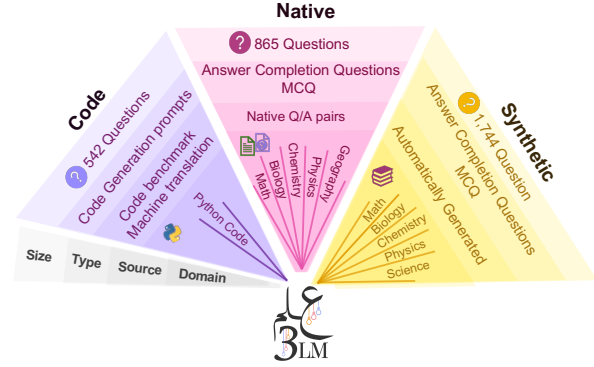 Native
865 Questions
Answer Completion Questions
MCQ
Native Q/A pairs
Math
Biology
Chemistry
Physics
Geography
Code
542 Questions
Code Generation prompts
Code benchmark
Machine translation
Python Code
Synthetic
1,744 Question
Answer Completion Questions
MCQ
Automatically Generated
Math
Biology
Chemistry
Physics
Science
Size
Type
Source
Domain
علم
3LM